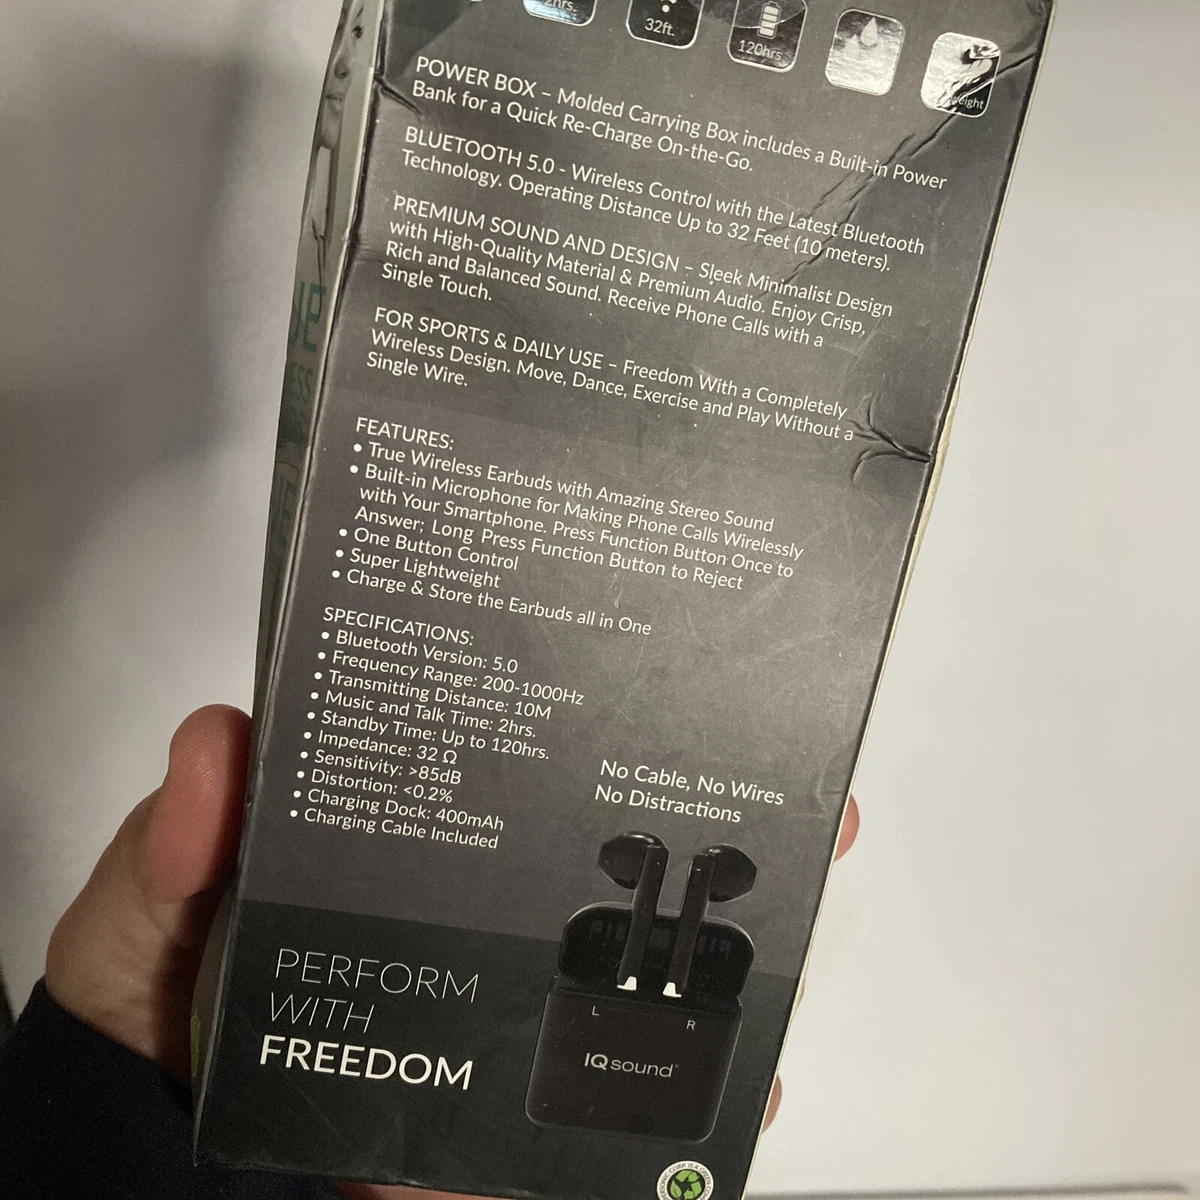 2hrs.
32ft.
120hrs
POWER BOX – Molded Carrying Box includes a Built-in Power
Bank for a Quick Re-Charge On-the-Go.
BLUETOOTH 5.0 - Wireless Control with the Latest Bluetooth
Technology. Operating Distance Up to 32 Feet (10 meters).
PREMIUM SOUND AND DESIGN – Sleek Minimalist Design
with High-Quality Material & Premium Audio. Enjoy Crisp,
Rich and Balanced Sound. Receive Phone Calls with a
Single Touch.
FOR SPORTS & DAILY USE – Freedom With a Completely
Wireless Design. Move, Dance, Exercise and Play Without a
Single Wire.
FEATURES:
• True Wireless Earbuds with Amazing Stereo Sound
• Built-in Microphone for Making Phone Calls Wirelessly
with Your Smartphone. Press Function Button Once to
Answer; Long Press Function Button to Reject
• One Button Control
• Super Lightweight
• Charge & Store the Earbuds all in One
SPECIFICATIONS:
• Bluetooth Version: 5.0
• Frequency Range: 200-1000Hz
• Transmitting Distance: 10M
• Music and Talk Time: 2hrs.
• Standby Time: Up to 120hrs.
• Impedance: 32 Ω
• Sensitivity: >85dB
• Distortion: <0.2%
• Charging Dock: 400mAh
• Charging Cable Included
No Cable, No Wires
No Distractions
L R
IQsound
PERFORM
WITH
FREEDOM